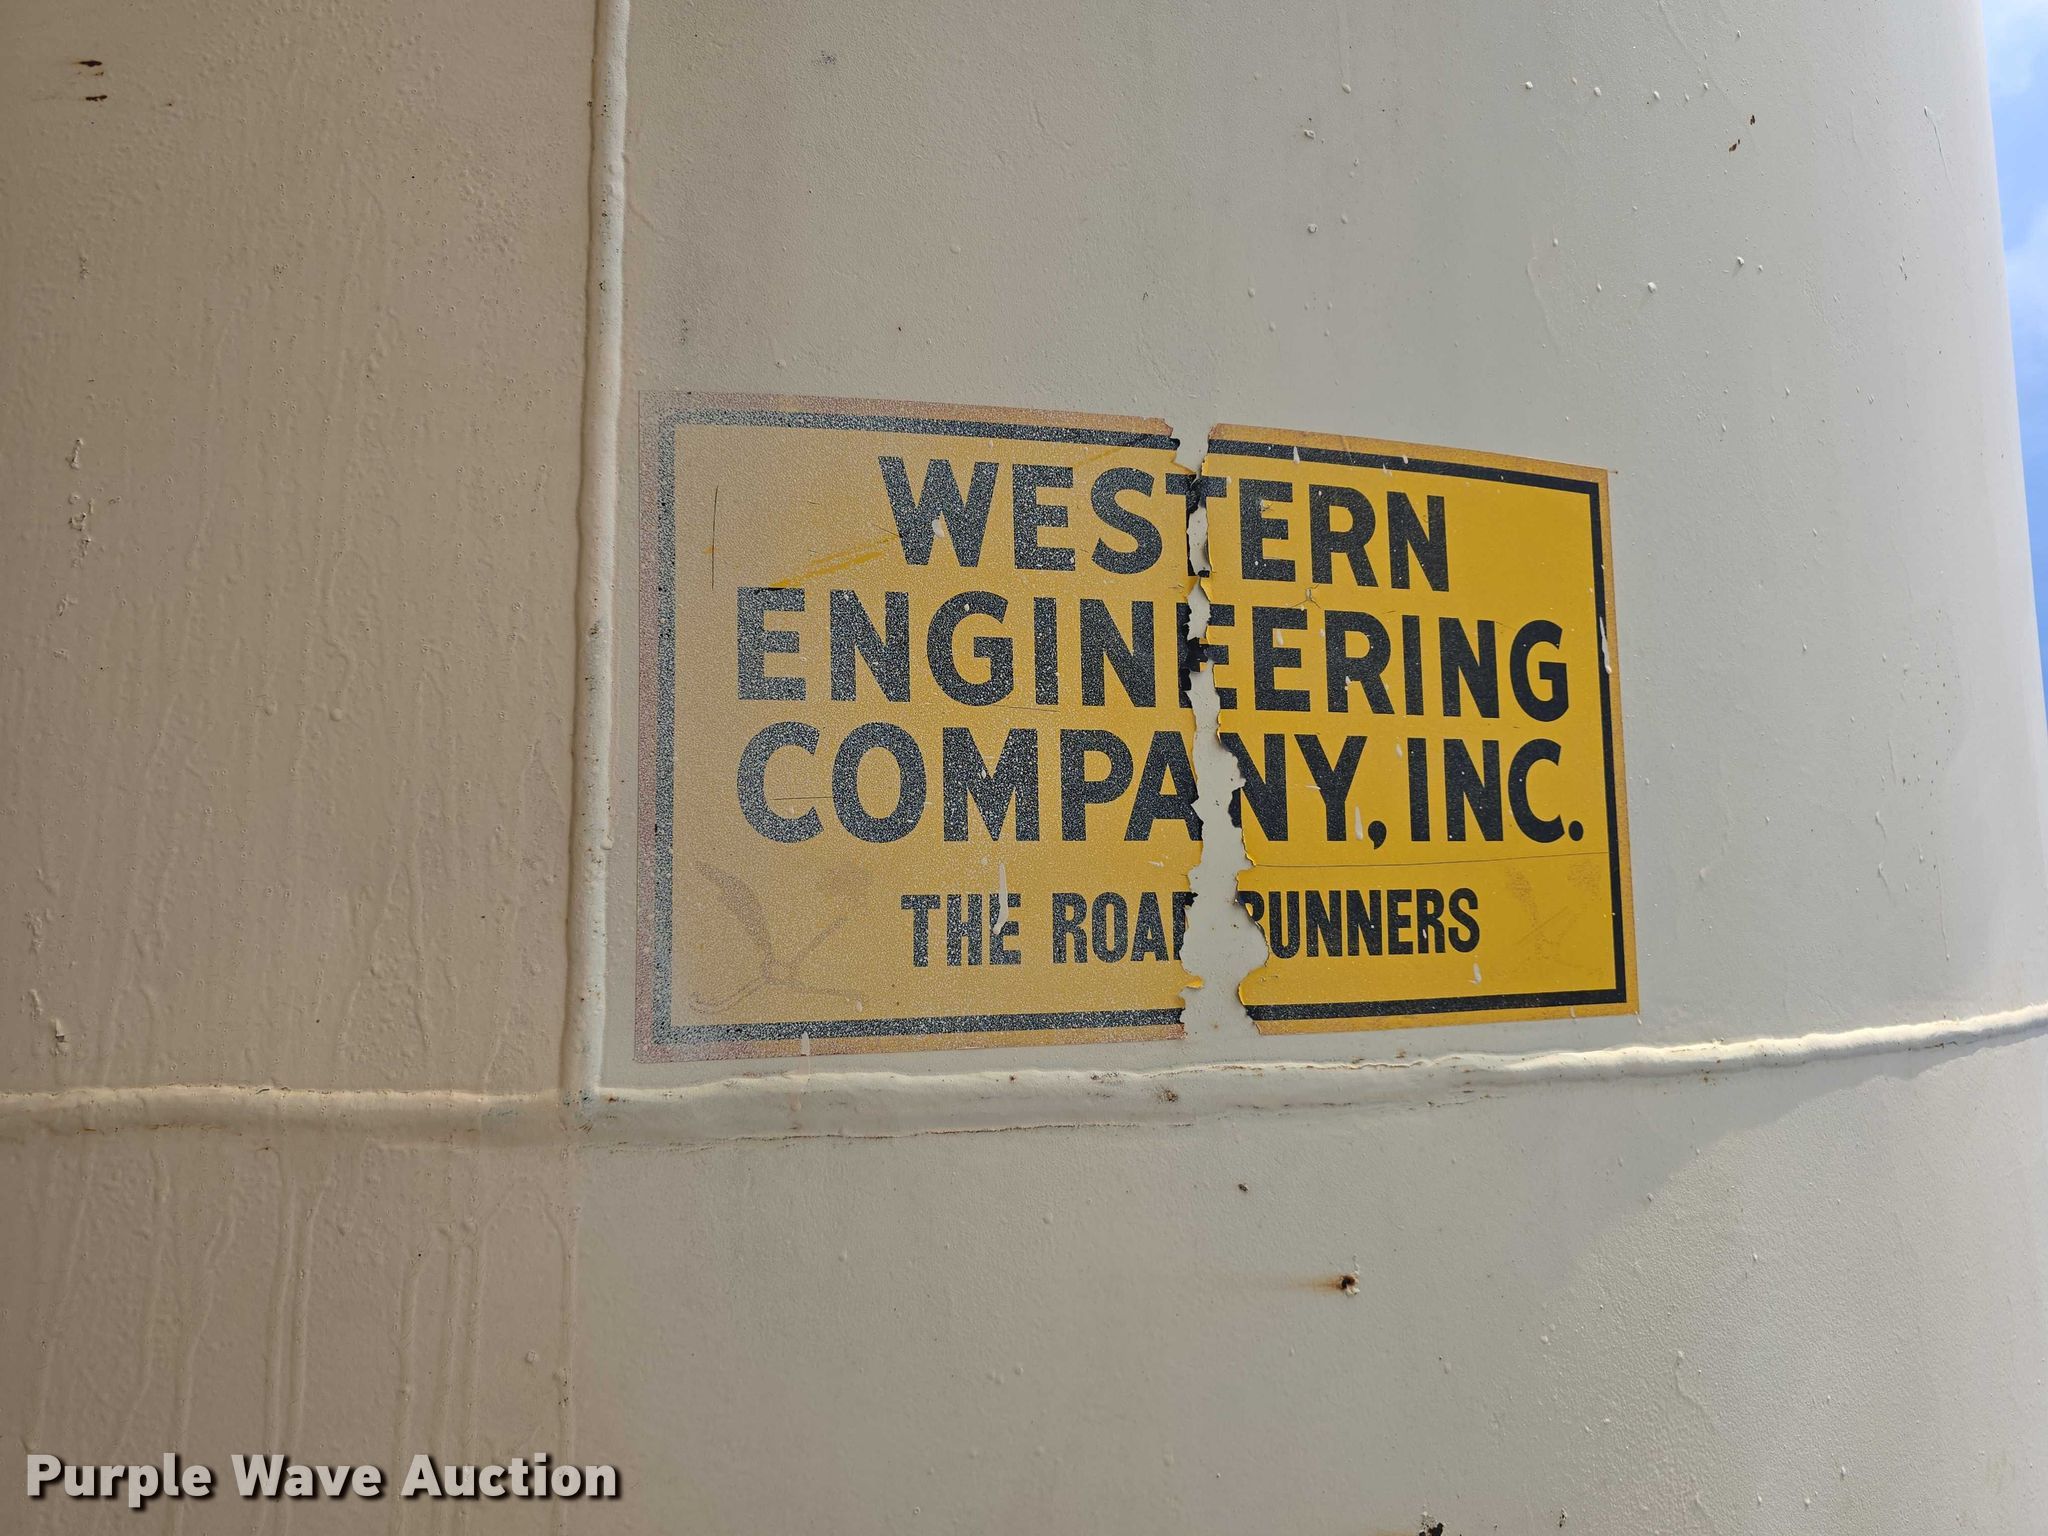 WESTERN
ENGINEERING
COMPANY, INC.
THE ROAD RUNNERS
Purple Wave Auction